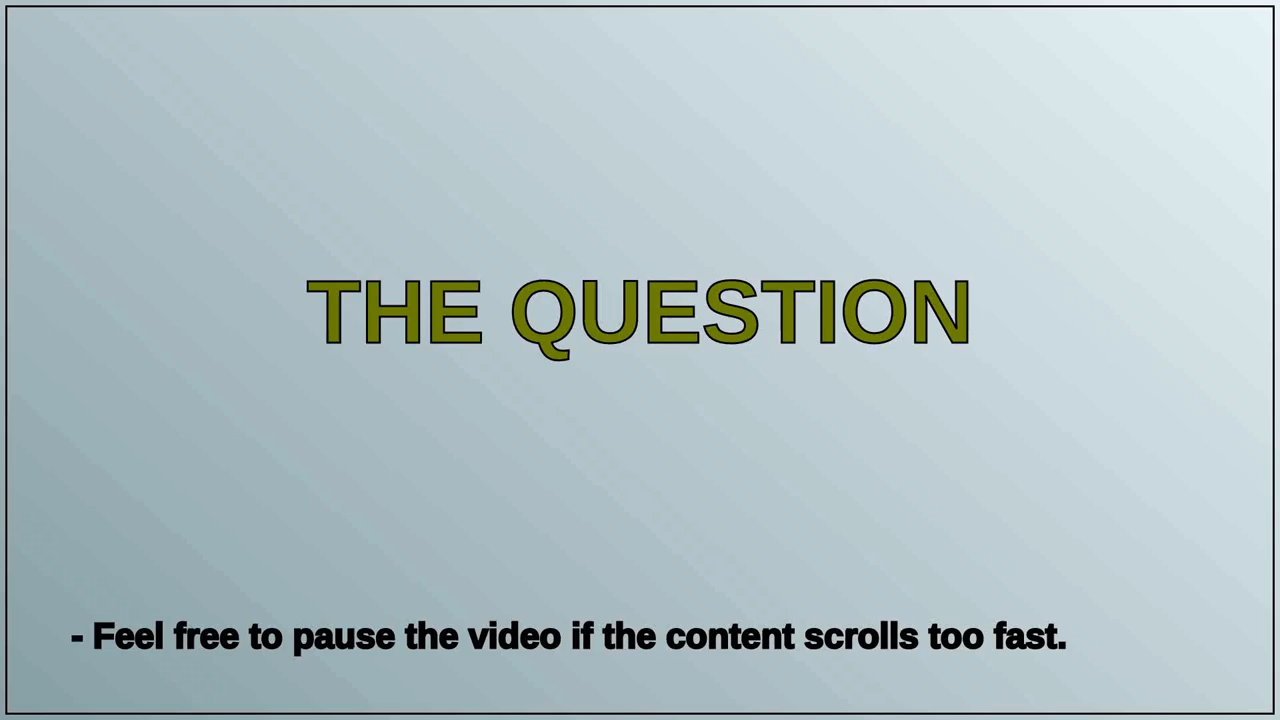 THE QUESTION
- Feel free to pause the video if the content scrolls too fast.